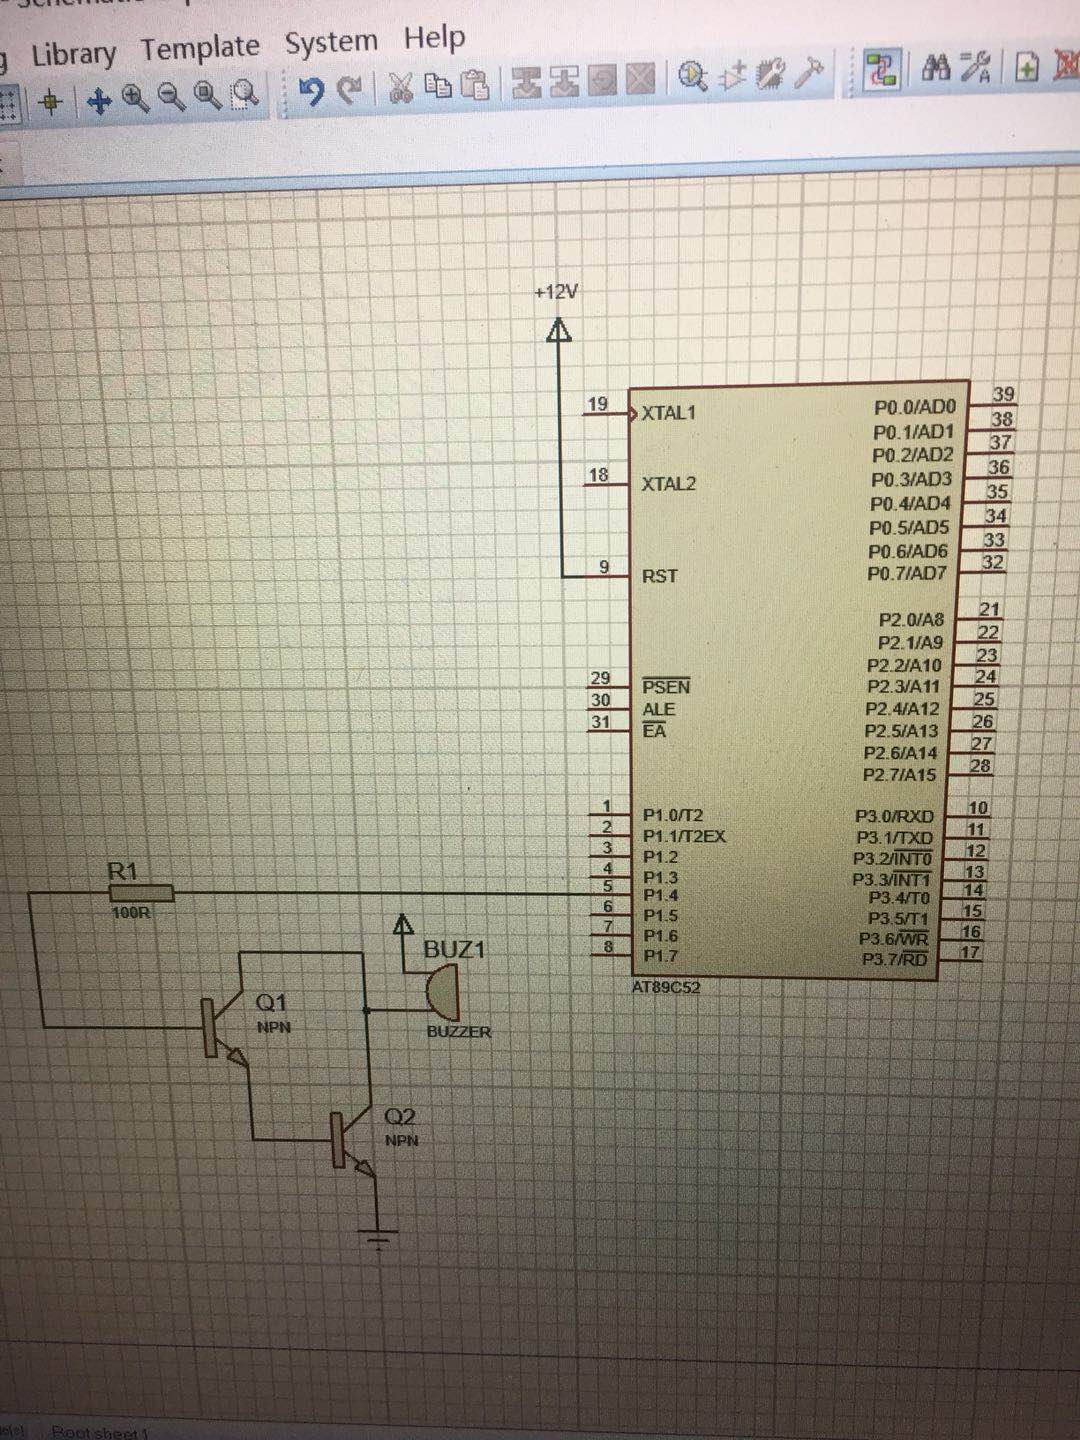 Library Template System Help
+12V
19 XTAL1
18 XTAL2
9 RST
29 PSEN
30 ALE
31 EA
1 P1.0/T2
2 P1.1/T2EX
3 P1.2
4 P1.3
5 P1.4
6 P1.5
7 P1.6
8 P1.7
P0.0/AD0 39
P0.1/AD1 38
P0.2/AD2 37
P0.3/AD3 36
P0.4/AD4 35
P0.5/AD5 34
P0.6/AD6 33
P0.7/AD7 32
P2.0/A8 21
P2.1/A9 22
P2.2/A10 23
P2.3/A11 24
P2.4/A12 25
P2.5/A13 26
P2.6/A14 27
P2.7/A15 28
P3.0/RXD 10
P3.1/TXD 11
P3.2/INT0 12
P3.3/INT1 13
P3.4/T0 14
P3.5/T1 15
P3.6/WR 16
P3.7/RD 17
AT89C52
R1
100R
BUZ1
BUZZER
Q1
NPN
Q2
NPN
Root sheet 1